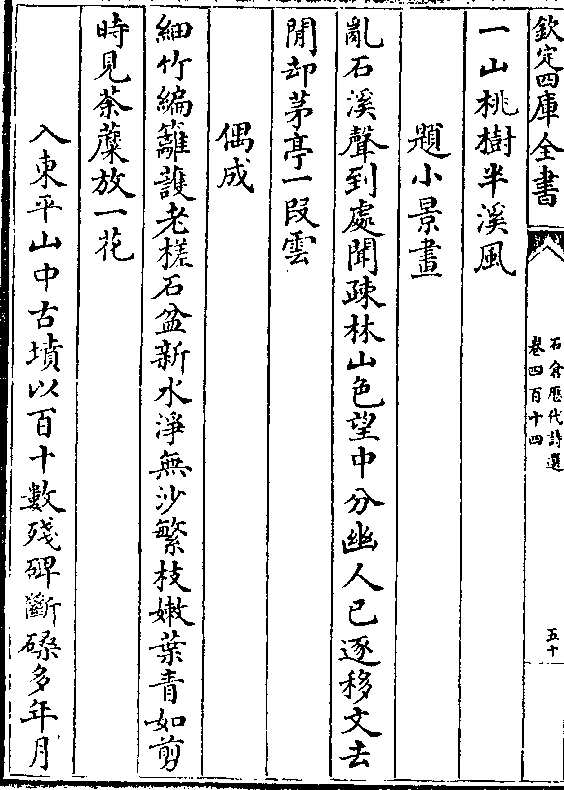 欽定四庫全書
石倉歷代詩選
卷四百十四
五十
一山桃樹半溪風
題小景畫
亂石溪聲到處聞疎林山色望中分幽人已逐移文去
閒却茅亭一段雲
偶成
細竹編籬護老槎石盆新水淨無沙繁枝嫩葉青如剪
時見荼蘼放一花
入東平山中古墳以百十數殘碑斷磉多年月